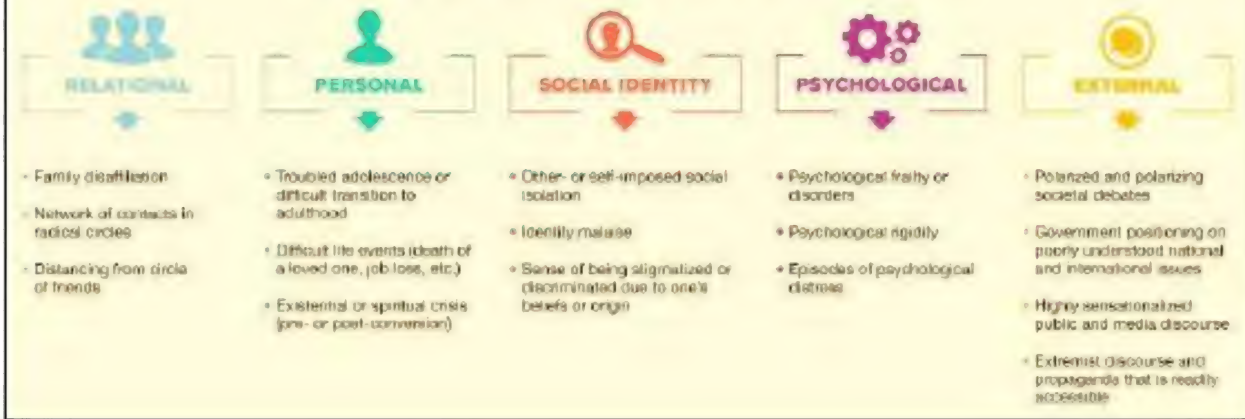 RELATIONAL
• Family disaffiliation
• Network of contacts in
radical circles
• Distancing from circle
of friends
PERSONAL
• Troubled adolescence or
difficult transition to
adulthood
• Difficult life events (death of
a loved one, job loss, etc.)
• Existential or spiritual crisis
(pre- or post-conversion)
SOCIAL IDENTITY
• Other- or self-imposed social
isolation
• Identity malaise
• Sense of being stigmatized or
discriminated due to one's
beliefs or origin
PSYCHOLOGICAL
• Psychological frailty or
disorders
• Psychological rigidity
• Episodes of psychological
distress
EXTERNAL
• Polarized and polarizing
societal debates
• Government positioning on
poorly understood national
and international issues
• Highly sensationalized
public and media discourse
• Extremist discourse and
propaganda that is readily
accessible